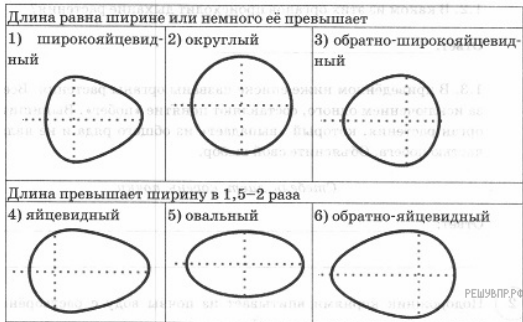 Длина равна ширине или немного её превышает
1) широкояйцевид-
ный
2) округлый
3) обратно-широкояйцевид-
ный
Длина превышает ширину в 1,5–2 раза
4) яйцевидный
5) овальный
6) обратно-яйцевидный
РЕШУВПР.РФ